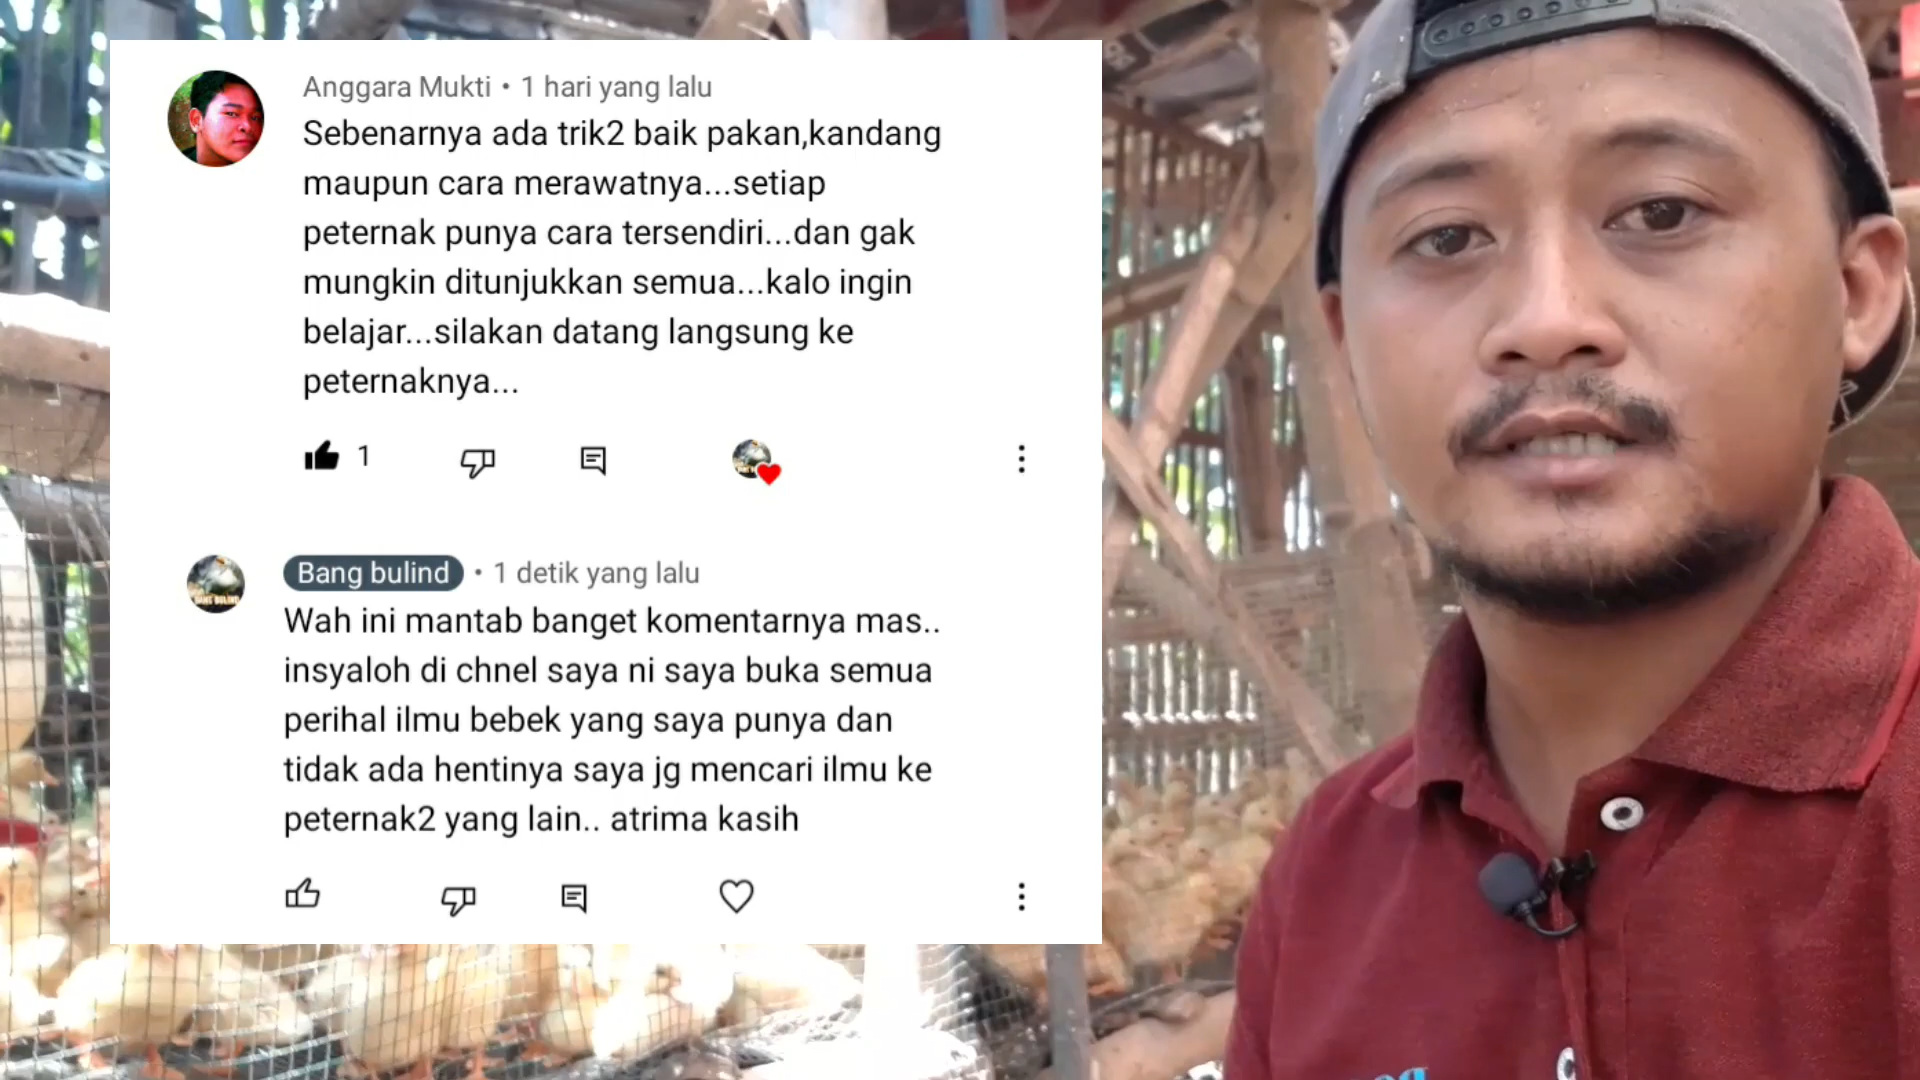 Anggara Mukti • 1 hari yang lalu
Sebenarnya ada trik2 baik pakan,kandang
maupun cara merawatnya...setiap
peternak punya cara tersendiri...dan gak
mungkin ditunjukkan semua...kalo ingin
belajar...silakan datang langsung ke
peternaknya...
1
Bang bulind • 1 detik yang lalu
Wah ini mantab banget komentarnya mas..
insyaloh di chnel saya ni saya buka semua
perihal ilmu bebek yang saya punya dan
tidak ada hentinya saya jg mencari ilmu ke
peternak2 yang lain.. atrima kasih